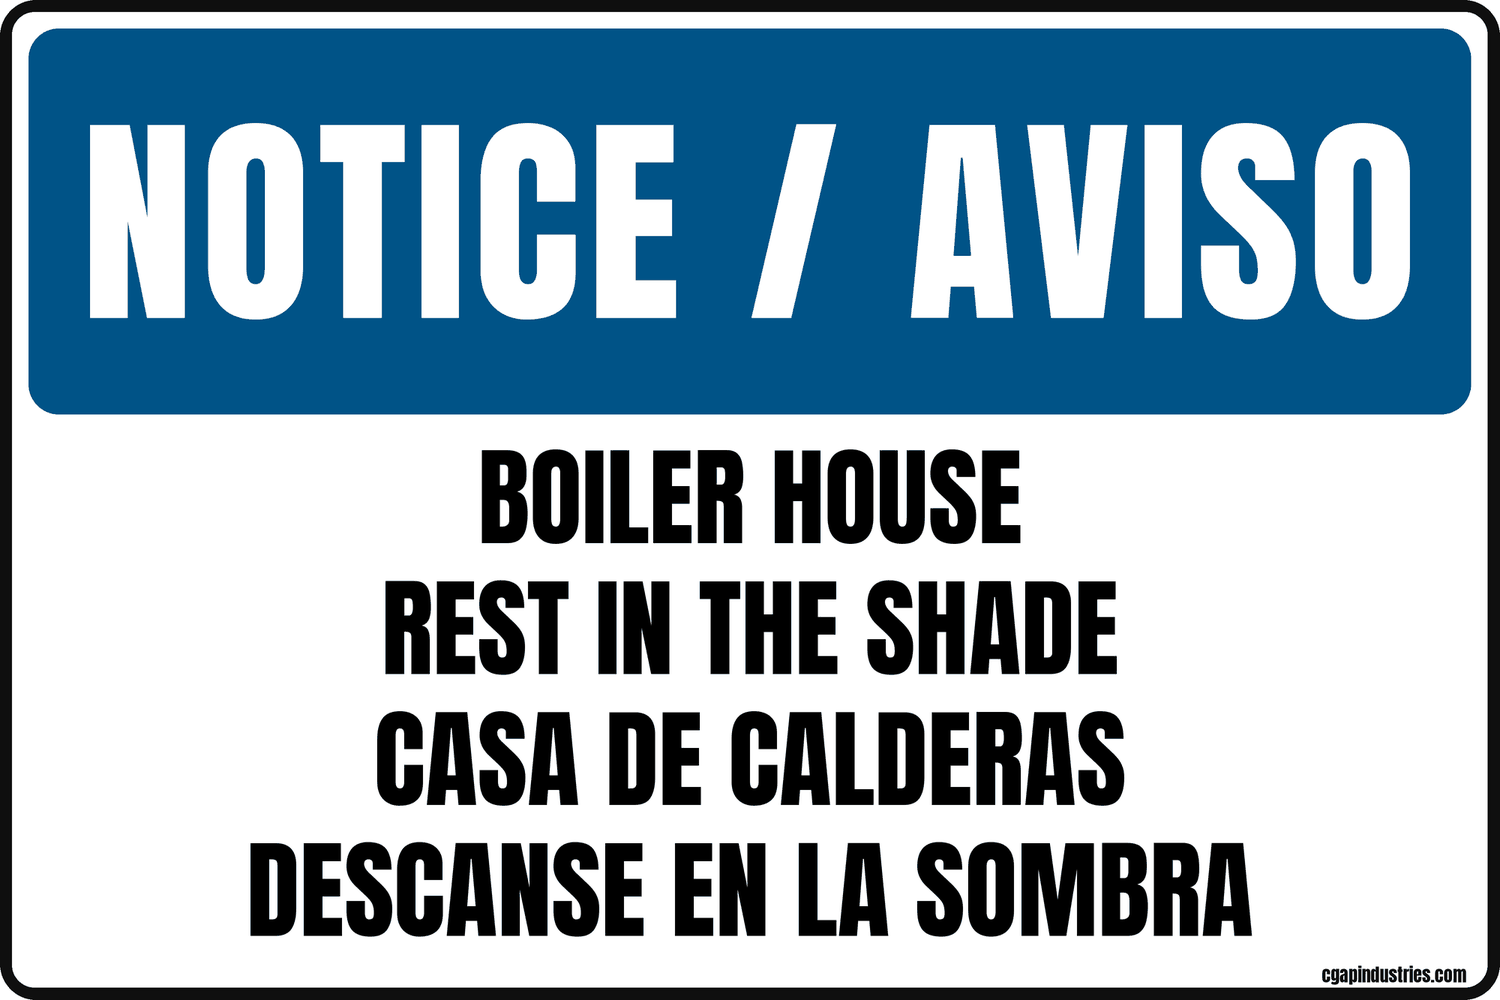 NOTICE / AVISO
BOILER HOUSE
REST IN THE SHADE
CASA DE CALDERAS
DESCANSE EN LA SOMBRA
cgapindustries.com